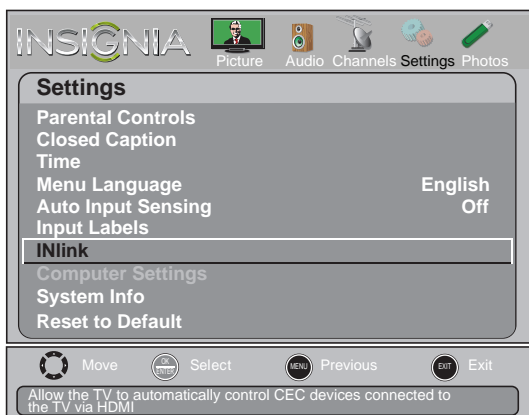 INSIGNIA
Picture Audio Channels Settings Photos
Settings
Parental Controls
Closed Caption
Time
Menu Language English
Auto Input Sensing Off
Input Labels
INlink
Computer Settings
System Info
Reset to Default
Move OK ENTER Select MENU Previous EXIT Exit
Allow the TV to automatically control CEC devices connected to
the TV via HDMI